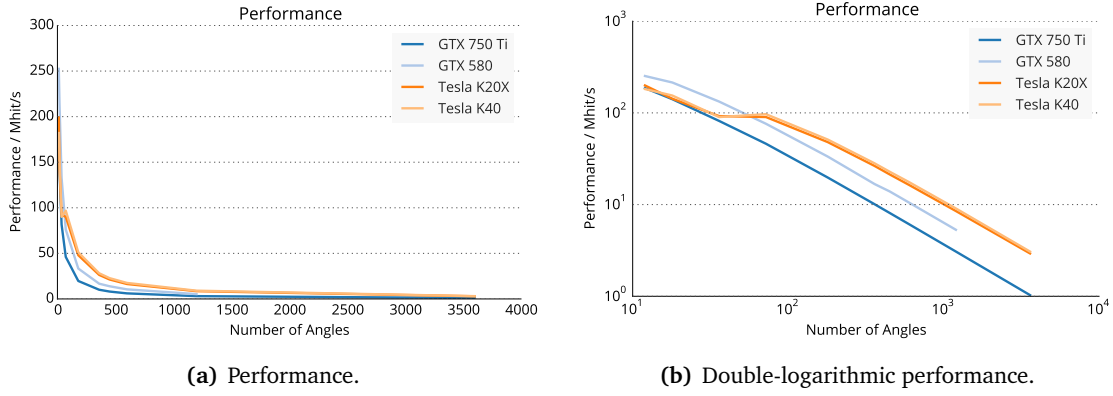 Performance
300
250
200
150
100
50
0
Performance / Mhit/s
GTX 750 Ti
GTX 580
Tesla K20X
Tesla K40
0 500 1000 1500 2000 2500 3000 3500 4000
Number of Angles
(a) Performance.
Performance
10³
10²
10¹
10⁰
Performance / Mhit/s
GTX 750 Ti
GTX 580
Tesla K20X
Tesla K40
10¹ 10² 10³ 10⁴
Number of Angles
(b) Double-logarithmic performance.